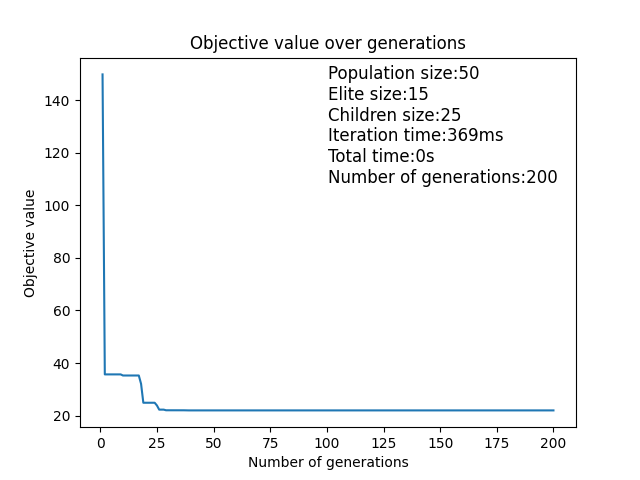 Objective value over generations
Population size:50
Elite size:15
Children size:25
Iteration time:369ms
Total time:0s
Number of generations:200
Objective value
140
120
100
80
60
40
20
0
25
50
75
100
125
150
175
200
Number of generations